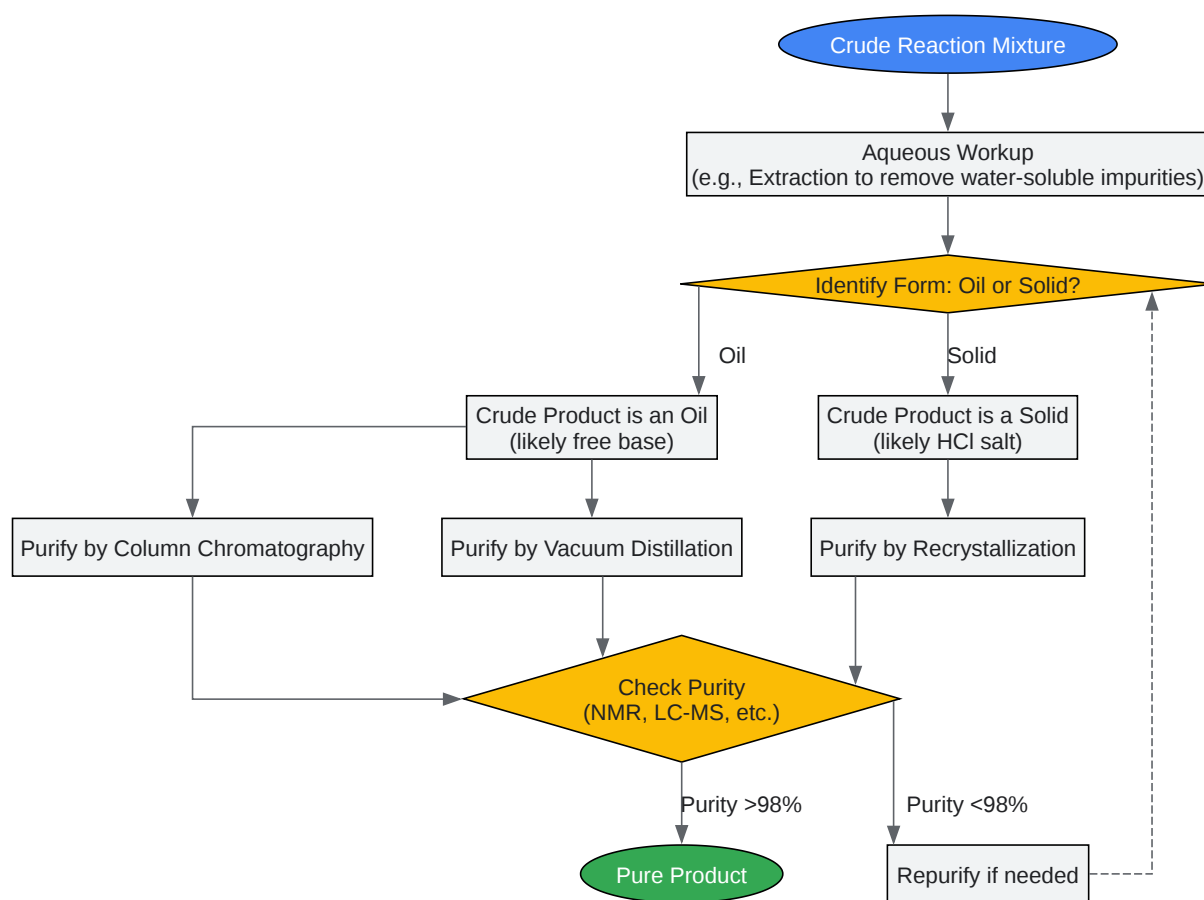 Crude Reaction Mixture
Aqueous Workup
(e.g., Extraction to remove water-soluble impurities)
Identify Form: Oil or Solid?
Oil
Solid
Crude Product is an Oil
(likely free base)
Crude Product is a Solid
(likely HCl salt)
Purify by Column Chromatography
Purify by Vacuum Distillation
Purify by Recrystallization
Check Purity
(NMR, LC-MS, etc.)
Purity >98%
Purity <98%
Pure Product
Repurify if needed